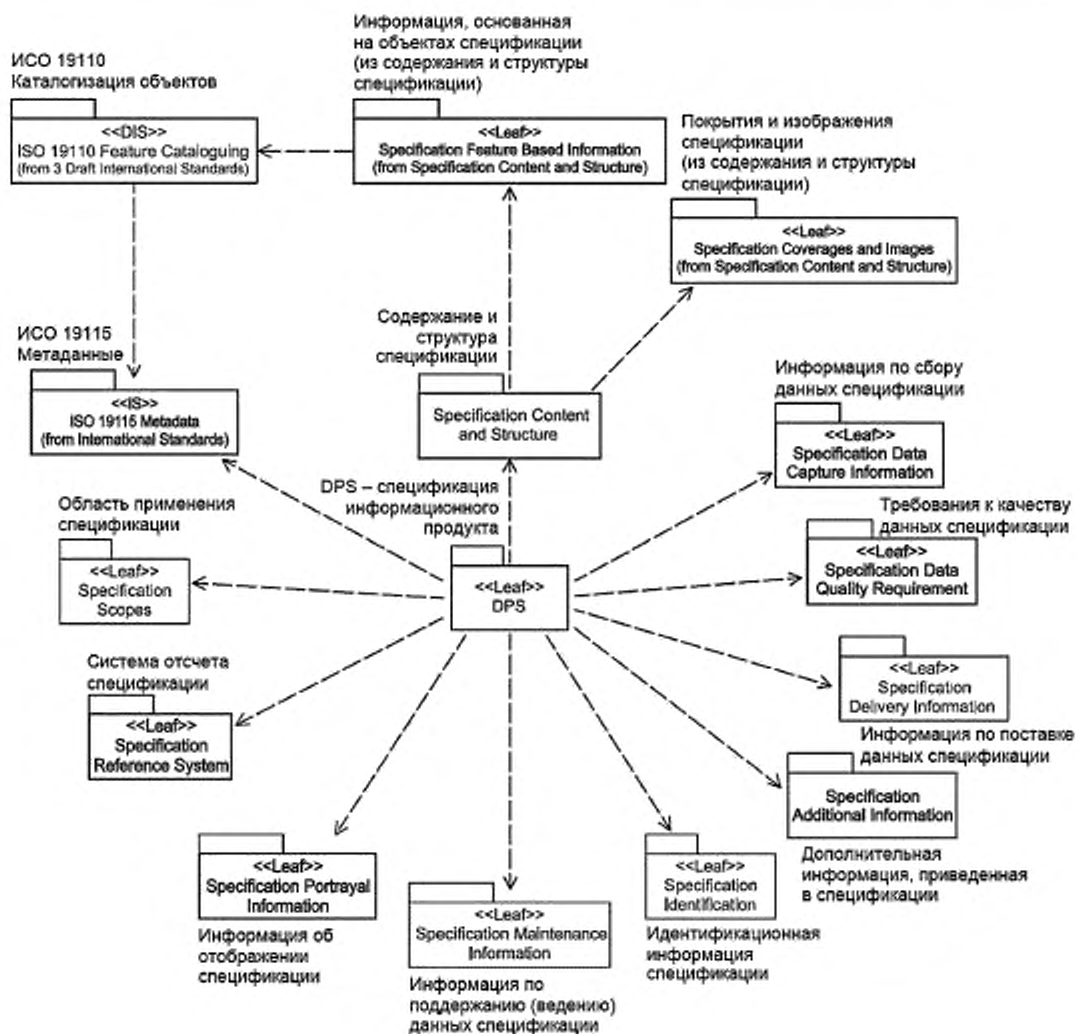 Информация, основанная
на объектах спецификации
(из содержания и структуры
спецификации)
ИСО 19110
Каталогизация объектов
<<DIS>>
ISO 19110 Feature Cataloguing
(from 3 Draft International Standards)
<<Leaf>>
Specification Feature Based Information
(from Specification Content and Structure)
Покрытия и изображения
спецификации
(из содержания и структуры
спецификации)
<<Leaf>>
Specification Coverages and Images
(from Specification Content and Structure)
ИСО 19115
Метаданные
<<IS>>
ISO 19115 Metadata
(from International Standards)
Содержание и
структура
спецификации
Specification Content
and Structure
Информация по сбору
данных спецификации
<<Leaf>>
Specification Data
Capture Information
DPS – спецификация
информационного
продукта
<<Leaf>>
DPS
Область применения
спецификации
<<Leaf>>
Specification
Scopes
Требования к качеству
данных спецификации
<<Leaf>>
Specification Data
Quality Requirement
Система отсчета
спецификации
<<Leaf>>
Specification
Reference System
<<Leaf>>
Specification
Delivery Information
Информация по поставке
данных спецификации
Specification
Additional Information
Дополнительная
информация, приведенная
в спецификации
<<Leaf>>
Specification Portrayal
Information
Информация об
отображении
спецификации
<<Leaf>>
Specification Maintenance
Information
Информация по
поддержанию (ведению)
данных спецификации
<<Leaf>>
Specification
Identification
Идентификационная
информация
спецификации